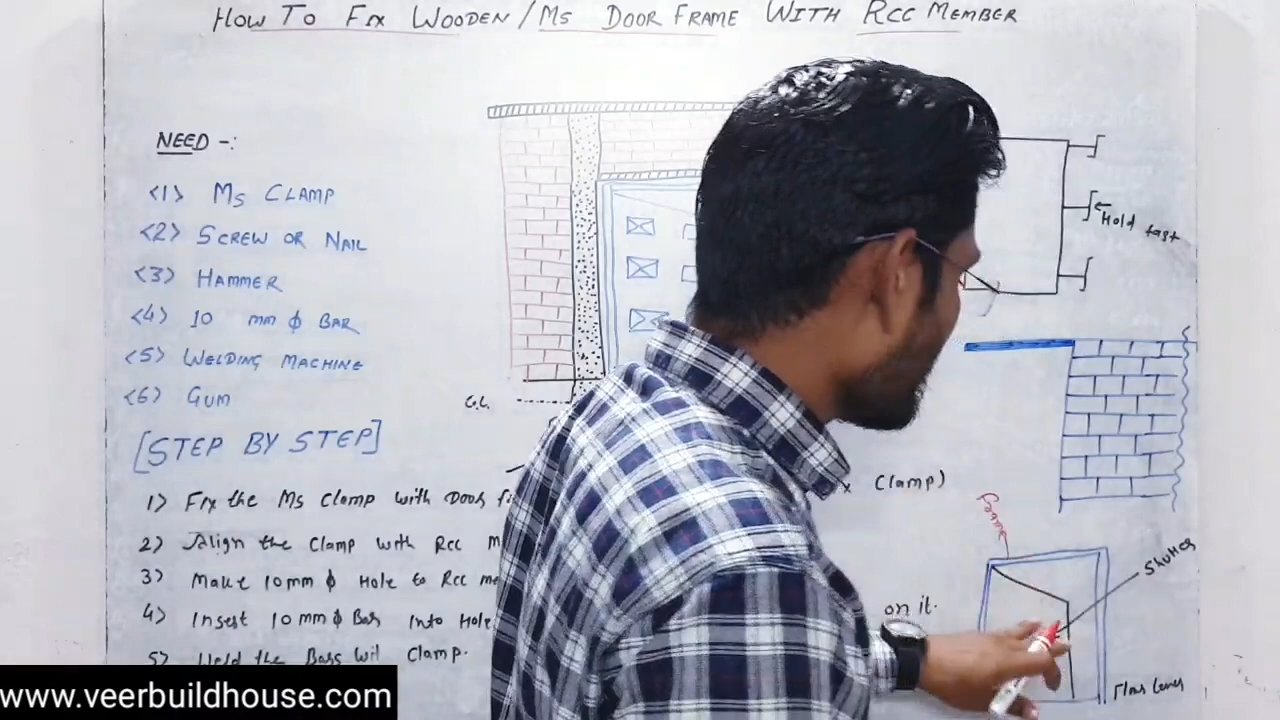 HOW TO FIX WOODEN/MS DOOR FRAME WITH RCC MEMBER
NEED -:
<1> MS CLAMP
<2> SCREW OR NAIL
<3> HAMMER
<4> 10 mm ϕ BAR
<5> WELDING MACHINE
<6> GUM
[STEP BY STEP]
1) Fix the Ms Clamp with Door
2) Align the Clamp with Rcc M
3) Make 10mm ϕ Hole to Rcc me
4) Insert 10mm ϕ Bar Into Hole
5) Weld the Bars Clamp.
G.L.
Hold fast
x Clamp)
on it.
frame
Shutter
Floor Level
www.veerbuildhouse.com